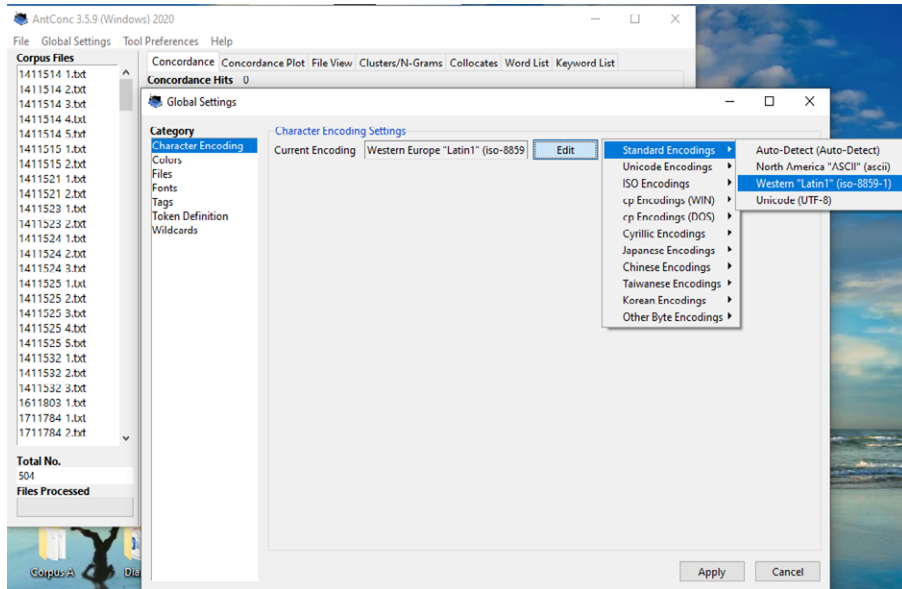 AntConc 3.5.9 (Windows) 2020
File Global Settings Tool Preferences Help
Corpus Files
1411514 1.txt
1411514 2.txt
1411514 3.txt
1411514 4.txt
1411514 5.txt
1411515 1.txt
1411515 2.txt
1411521 1.txt
1411521 2.txt
1411523 1.txt
1411523 2.txt
1411524 1.txt
1411524 2.txt
1411524 3.txt
1411525 1.txt
1411525 2.txt
1411525 3.txt
1411525 4.txt
1411525 5.txt
1411532 1.txt
1411532 2.txt
1411532 3.txt
1611803 1.txt
1711784 1.txt
1711784 2.txt
Total No.
504
Files Processed
Concordance Concordance Plot File View Clusters/N-Grams Collocates Word List Keyword List
Concordance Hits 0
Global Settings
Category
Character Encoding
Colors
Files
Fonts
Tags
Token Definition
Wildcards
Character Encoding Settings
Current Encoding Western Europe "Latin1" (iso-8859 Edit
Standard Encodings
Unicode Encodings
ISO Encodings
cp Encodings (WIN)
cp Encodings (DOS)
Cyrillic Encodings
Japanese Encodings
Chinese Encodings
Taiwanese Encodings
Korean Encodings
Other Byte Encodings
Auto-Detect (Auto-Detect)
North America "ASCII" (ascii)
Western "Latin1" (iso-8859-1)
Unicode (UTF-8)
Apply Cancel
Corpus A
Dia